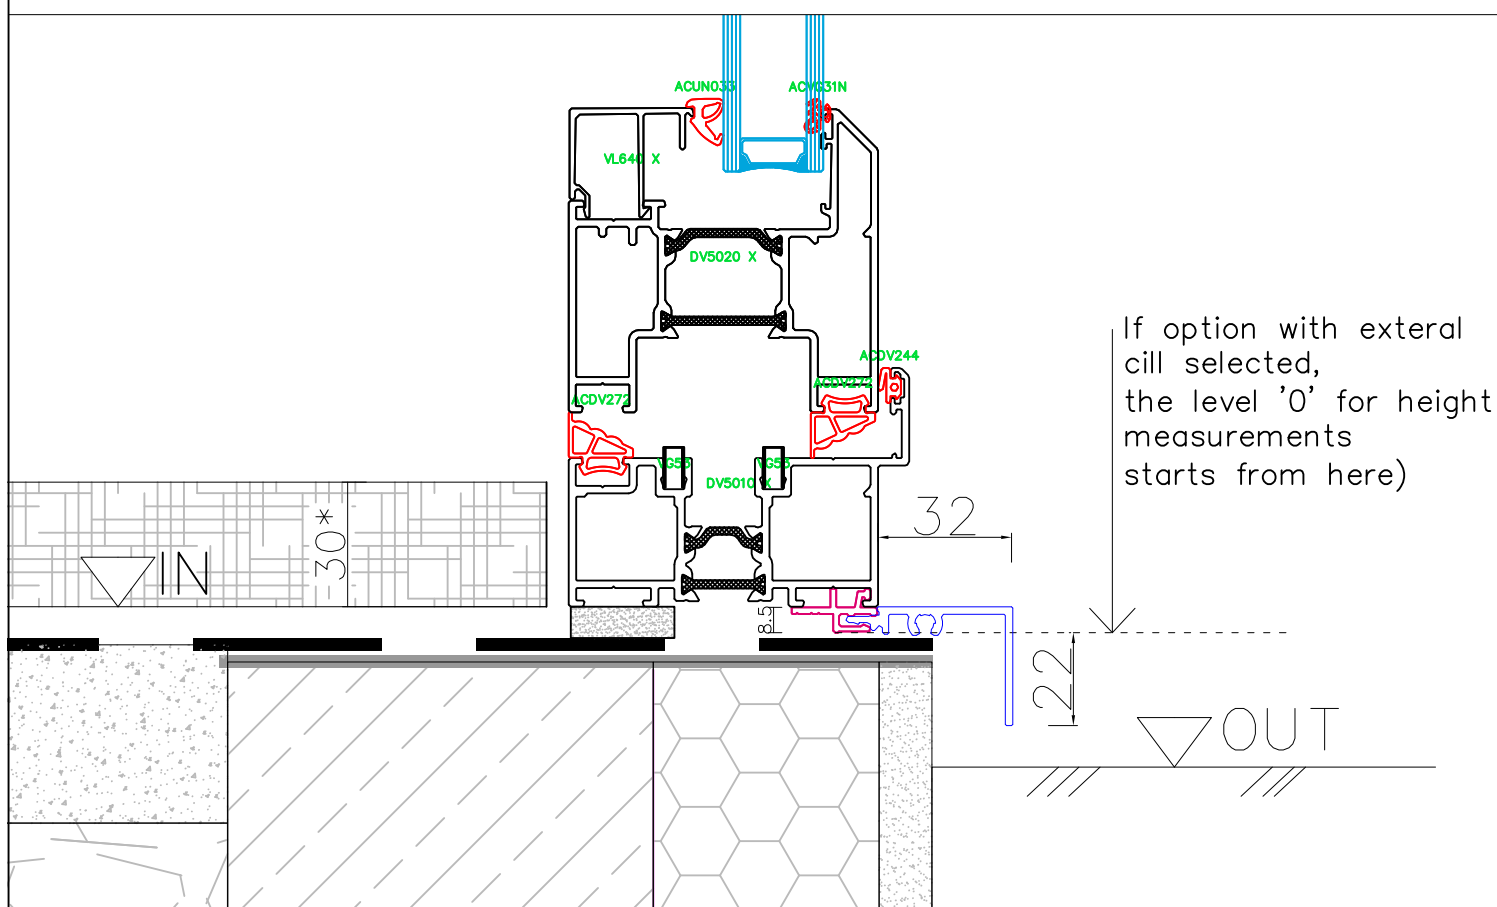 ACUN033
ACVG31N
VL640 X
DV5020 X
ACDV244
ACDV272
ACDV272
VG53
VG53
DV5010 X
If option with exteral
cill selected,
the level '0' for height
measurements
starts from here)
32
30*
IN
8.5
22
OUT